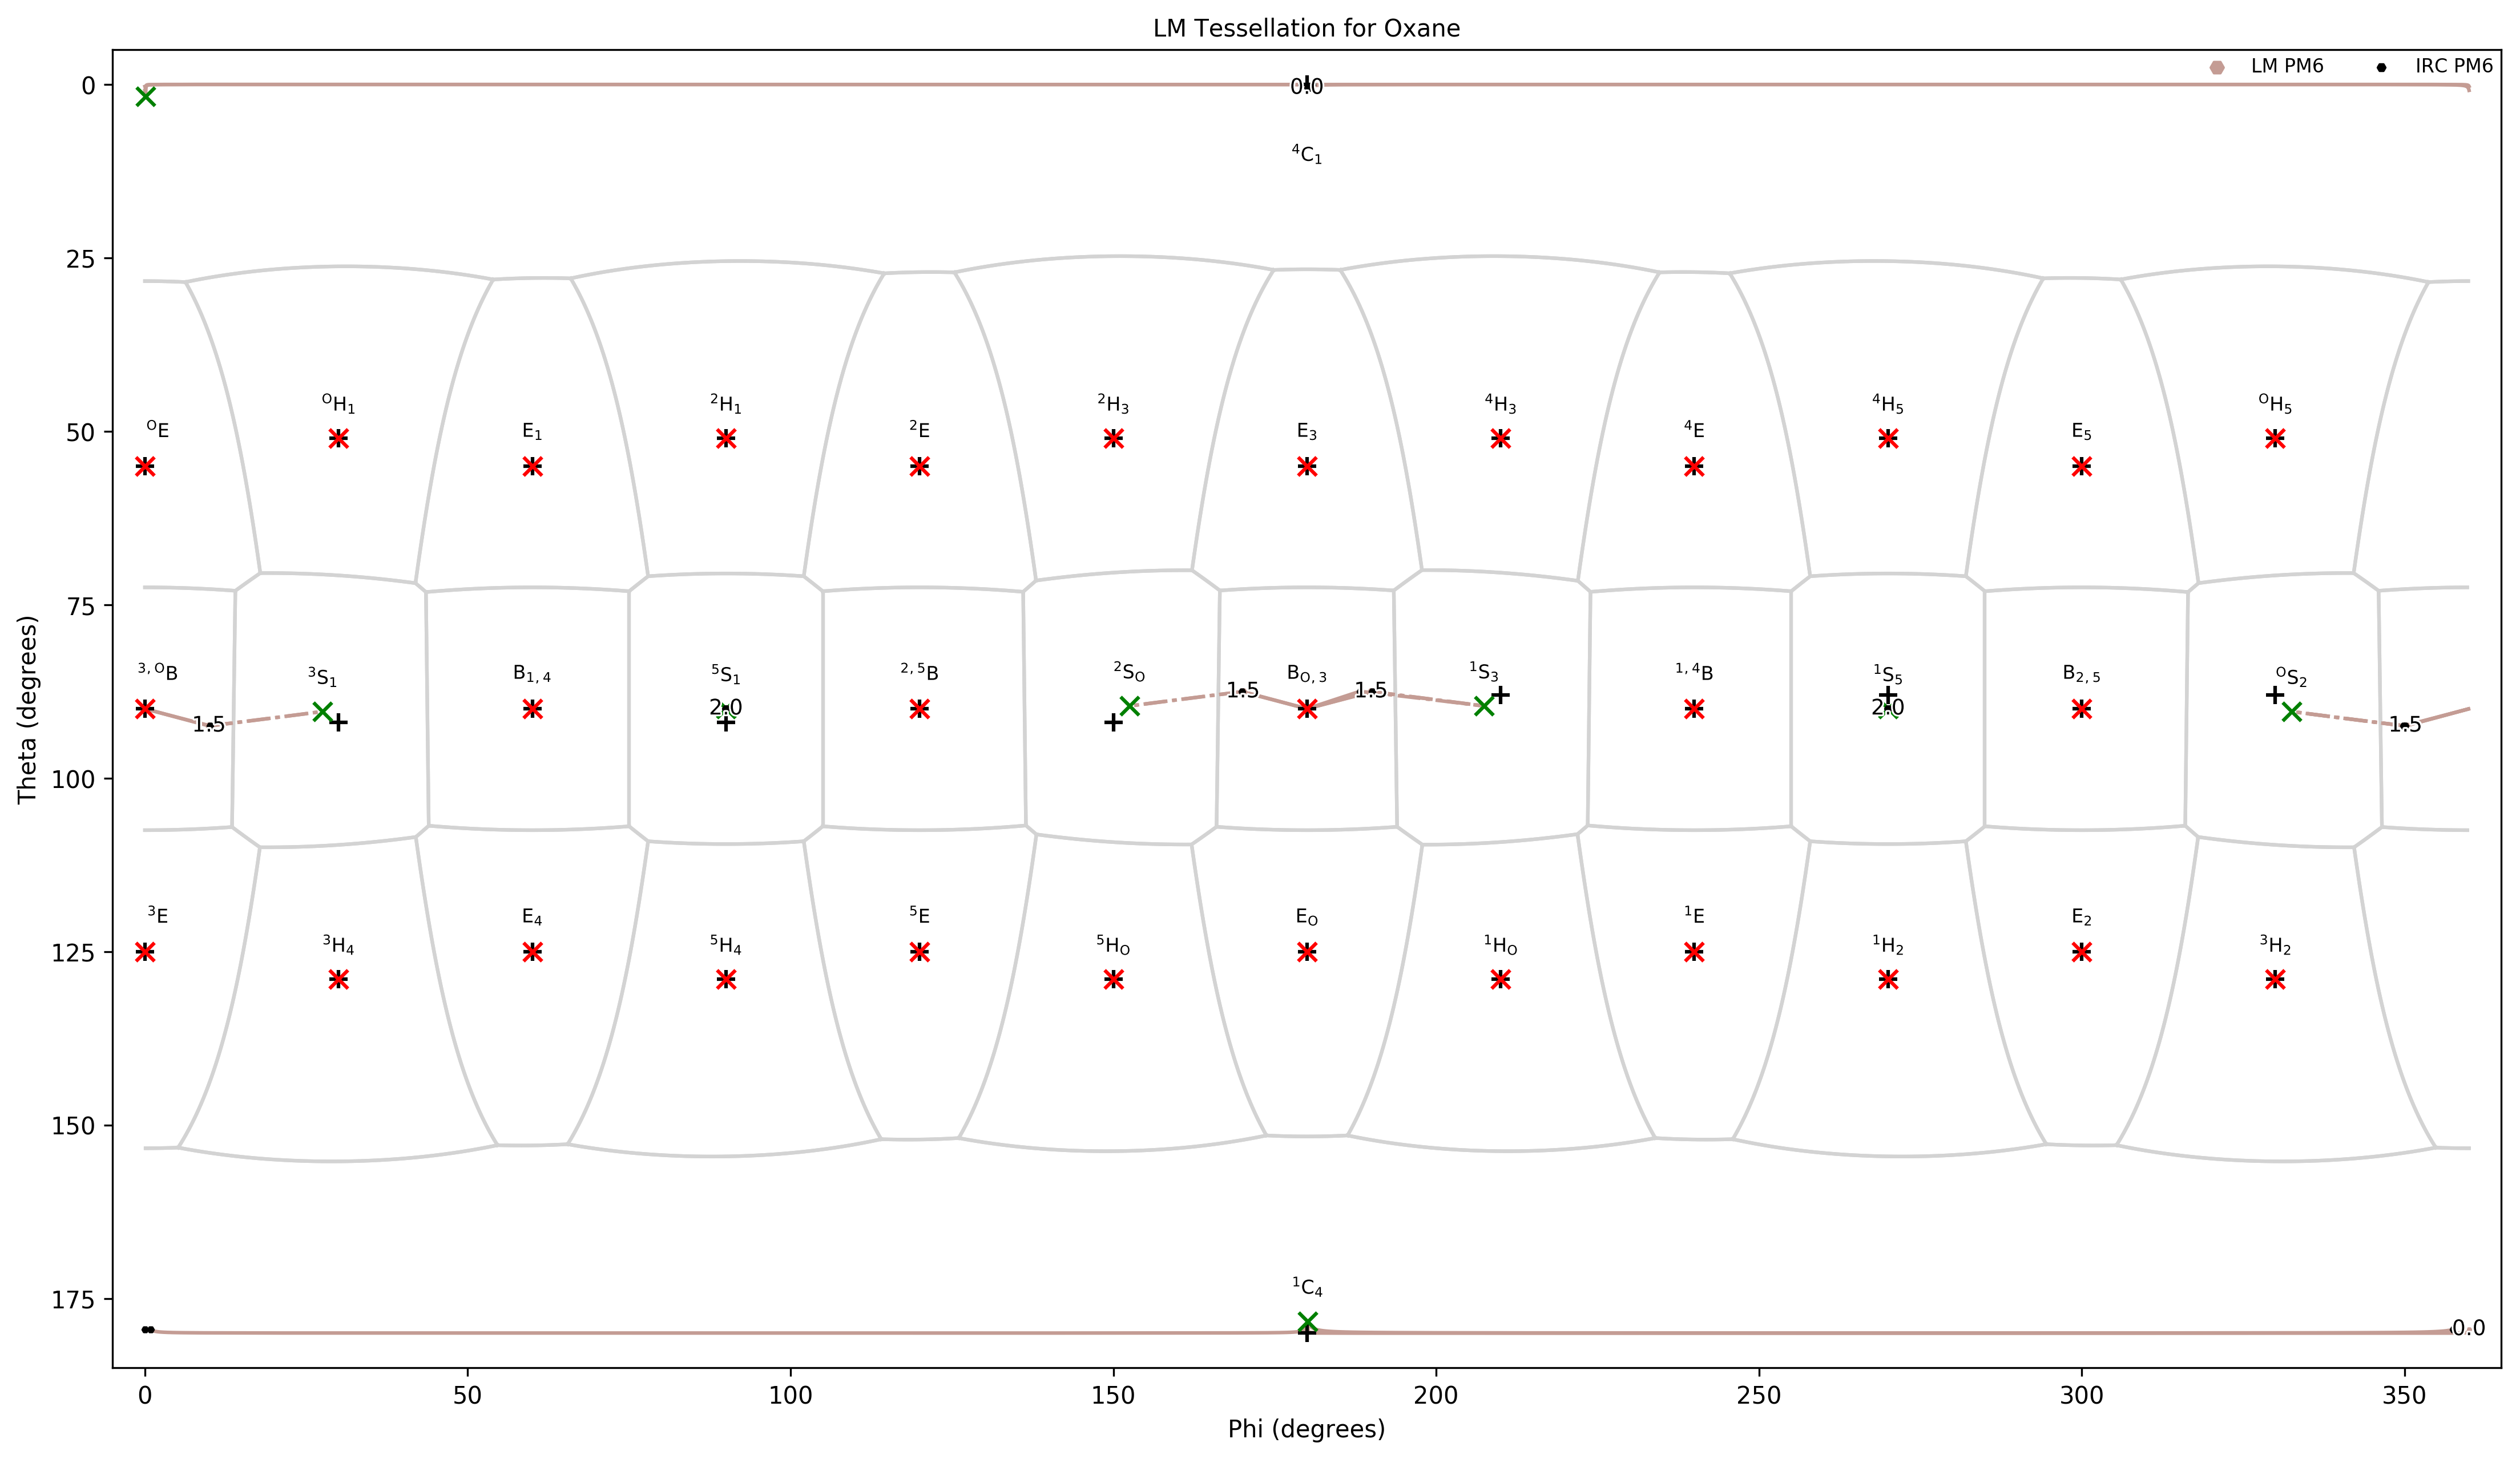 LM Tessellation for Oxane
LM PM6 IRC PM6
0
0.0
⁴C₁
25
ᴼH₁ ²H₁ ²H₃ ⁴H₃ ⁴H₅ ᴼH₅
ᴼE E₁ ²E E₃ ⁴E E₅
50
75
³,ᴼB ³S₁ B₁,₄ ⁵S₁ ²,⁵B ²Sₒ Bₒ,₃ ¹S₃ ¹,⁴B ¹S₅ B₂,₅ ᴼS₂
1.5 2.0 1.5 1.5 2.0 1.5
Theta (degrees)
100
³E E₄ ⁵E Eₒ ¹E E₂
³H₄ ⁵H₄ ⁵Hₒ ¹Hₒ ¹H₂ ³H₂
125
150
¹C₄
175
0.0
0 50 100 150 200 250 300 350
Phi (degrees)